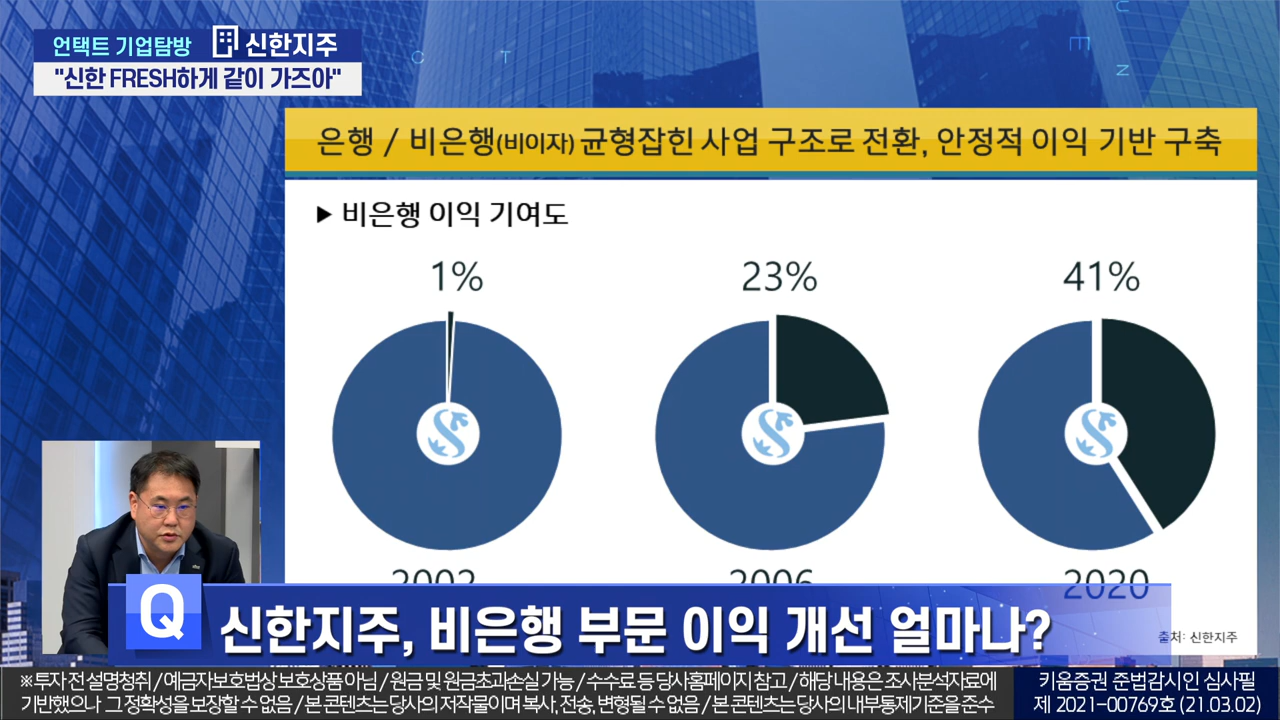 언택트 기업탐방 신한지주
"신한 FRESH하게 같이 가즈아"
은행 / 비은행(비이자) 균형잡힌 사업 구조로 전환, 안정적 이익 기반 구축
▶ 비은행 이익 기여도
1% 23% 41%
2002 2006 2020
Q 신한지주, 비은행 부문 이익 개선 얼마나?
출처: 신한지주
※ 투자 전 설명청취 / 예금자보호법상 보호상품 아님 / 원금 및 원금초과손실 가능 / 수수료 등 당사홈페이지 참고 / 해당 내용은 조사분석자료에
기반했으나 그 정확성을 보장할 수 없음 / 본 콘텐츠는 당사의 저작물이며 복사, 전송, 변형될 수 없음 / 본 콘텐츠는 당사의 내부통제기준을 준수
키움증권 준법감시인 심사필
제 2021-00769호 (21.03.02)